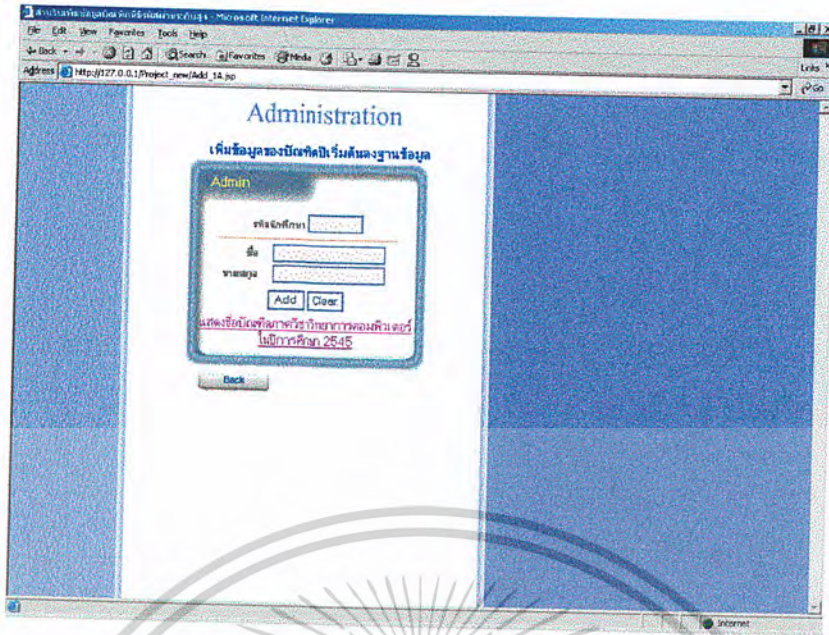 - Microsoft Internet Explorer
File Edit View Favorites Tools Help
Back Search Favorites Media
Address http://127.0.0.1/Project_new/Add_1A.jsp Go Links
Administration
เพิ่มข้อมูลของบัณฑิตปีเริ่มต้นลงฐานข้อมูล
Admin
รหัสนักศึกษา
ชื่อ
นามสกุล
Add Clear
แสดงชื่อบัณฑิตภาควิชาวิทยาการคอมพิวเตอร์
ในปีการศึกษา 2545
Back
Internet